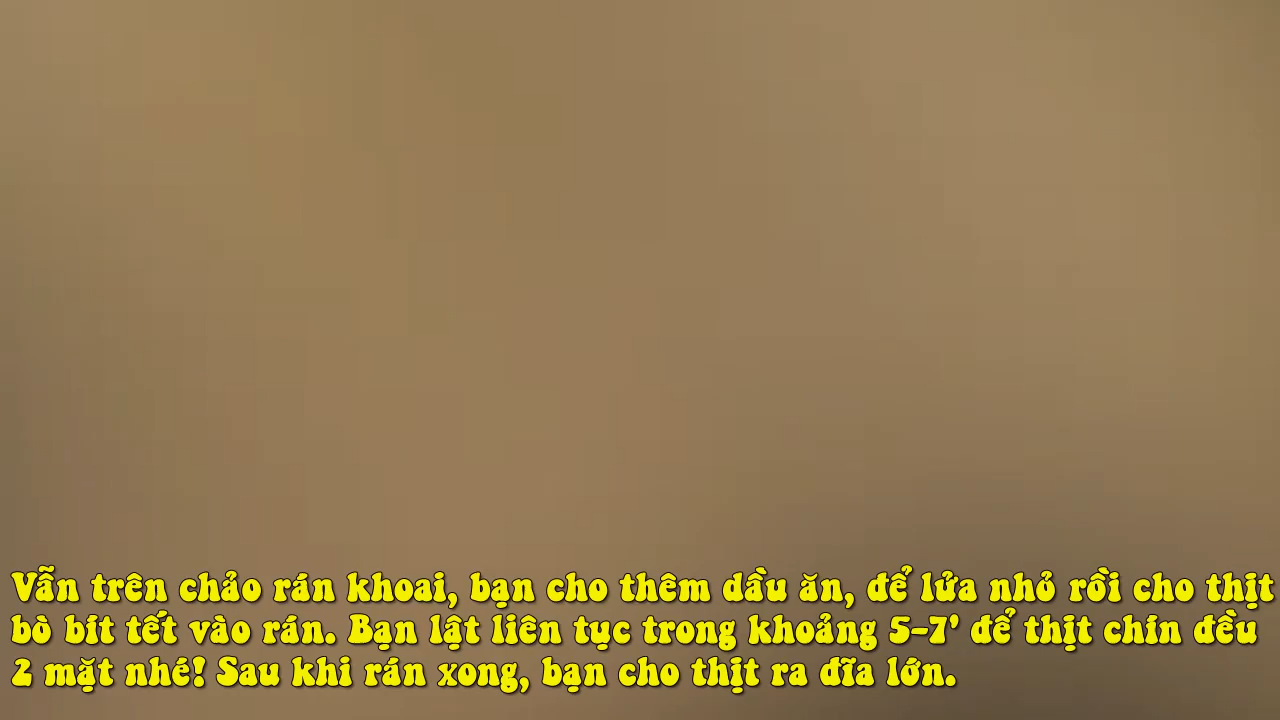 Vẫn trên chảo rán khoai, bạn cho thêm dầu ăn, để lửa nhỏ rồi cho thịt
bò bít tết vào rán. Bạn lật liên tục trong khoảng 5-7' để thịt chín đều
2 mặt nhé! Sau khi rán xong, bạn cho thịt ra đĩa lớn.